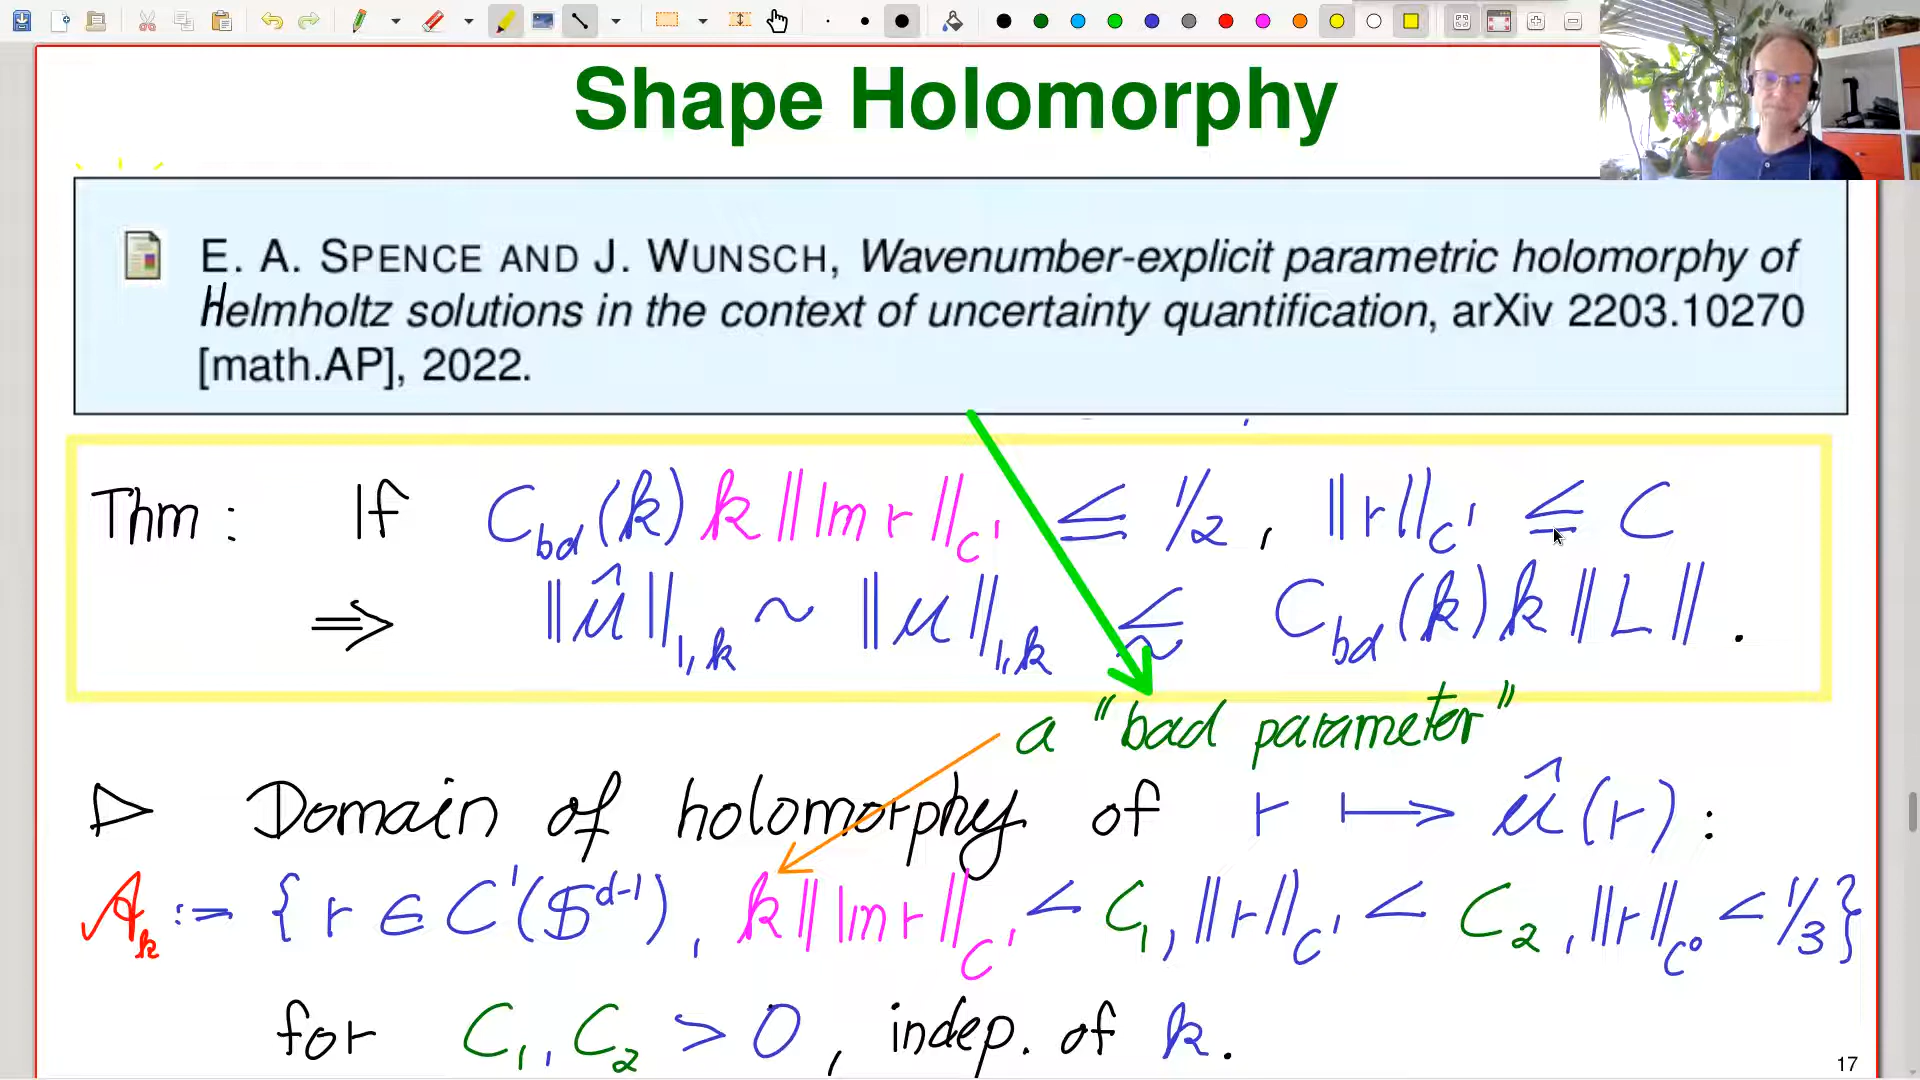 Shape Holomorphy
E. A. SPENCE AND J. WUNSCH, Wavenumber-explicit parametric holomorphy of
Helmholtz solutions in the context of uncertainty quantification, arXiv 2203.10270
[math.AP], 2022.
Thm: If C_bd(k) k ‖Im r‖_C¹ ≤ 1/2, ‖r‖_C¹ ≤ C
⇒ ‖û‖_1,k ~ ‖u‖_1,k ≲ C_bd(k) k ‖L‖.
a "bad parameter"
▷ Domain of holomorphy of r ↦ û(r):
𝒜_k := { r ∈ C¹(𝕊^{d-1}), k‖Im r‖_C¹ < C₁, ‖r‖_C¹ < C₂, ‖r‖_C⁰ < 1/3 }
for C₁, C₂ > 0, indep. of k.
17